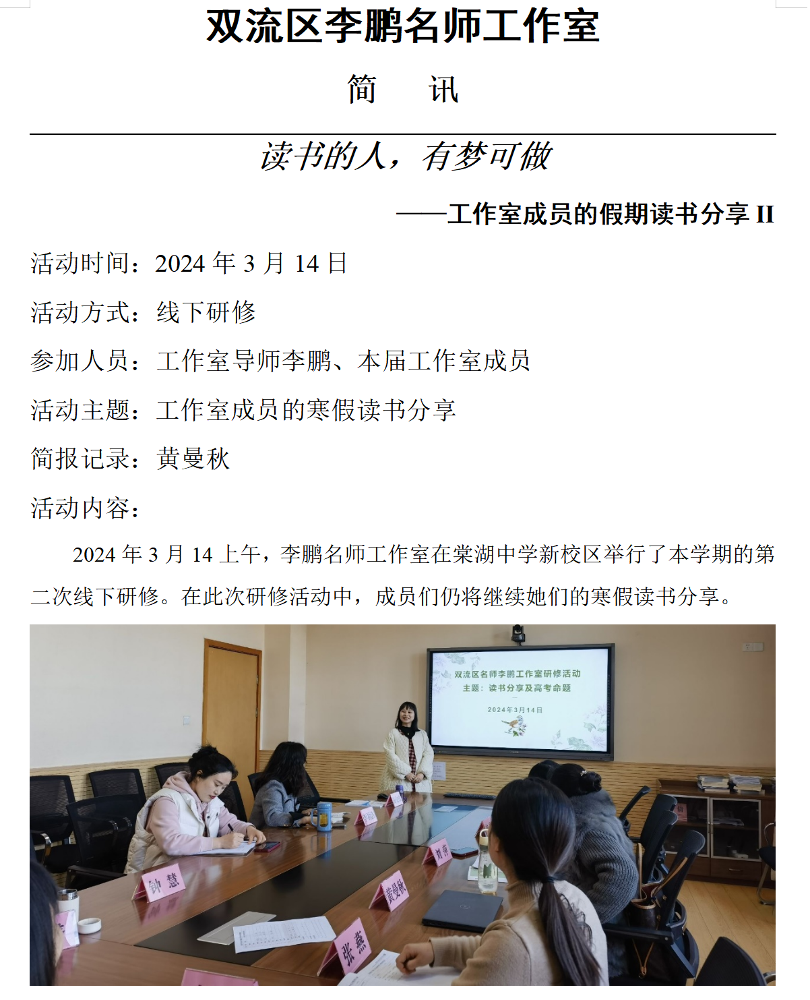 双流区李鹏名师工作室
简 讯
读书的人，有梦可做
——工作室成员的假期读书分享 II
活动时间：2024 年 3 月 14 日
活动方式：线下研修
参加人员：工作室导师李鹏、本届工作室成员
活动主题：工作室成员的寒假读书分享
简报记录：黄曼秋
活动内容：
2024 年 3 月 14 上午，李鹏名师工作室在棠湖中学新校区举行了本学期的第
二次线下研修。在此次研修活动中，成员们仍将继续她们的寒假读书分享。
双流区名师李鹏工作室研修活动
主题：读书分享及高考命题
2024年3月14日
刘萍
钟慧
黄曼秋
张燕